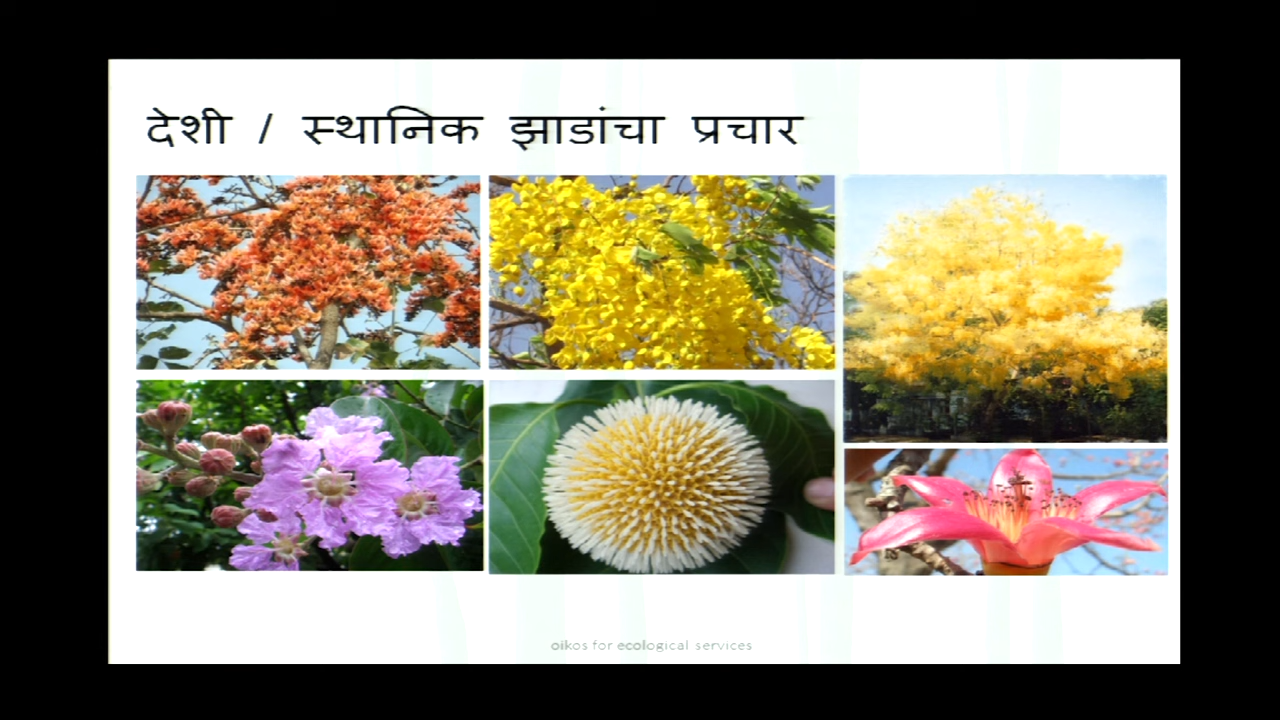 देशी / स्थानिक झाडांचा प्रचार
oikos for ecological services